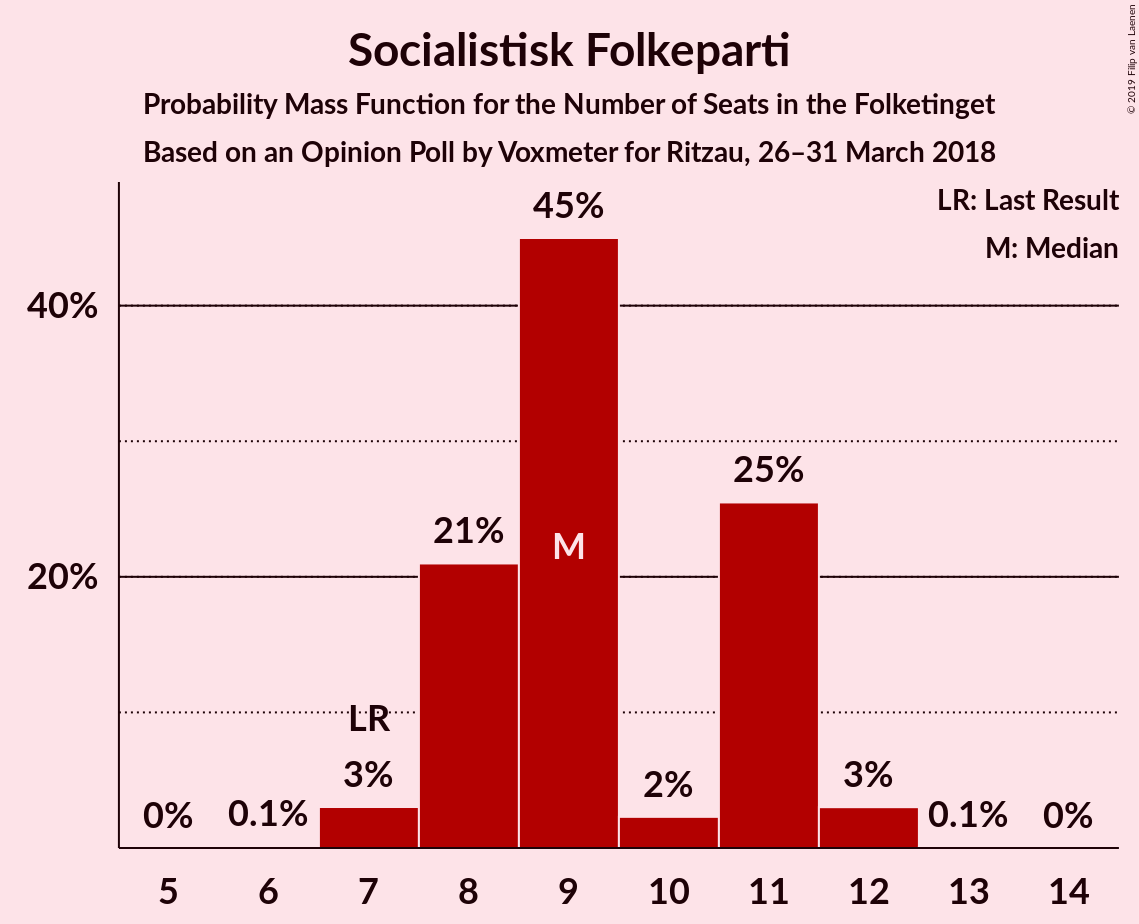 Socialistisk Folkeparti
Probability Mass Function for the Number of Seats in the Folketinget
Based on an Opinion Poll by Voxmeter for Ritzau, 26–31 March 2018
© 2019 Filip van Laenen
LR: Last Result
M: Median
40%
20%
0%
0.1%
LR
3%
21%
45%
M
2%
25%
3%
0.1%
0%
5 6 7 8 9 10 11 12 13 14